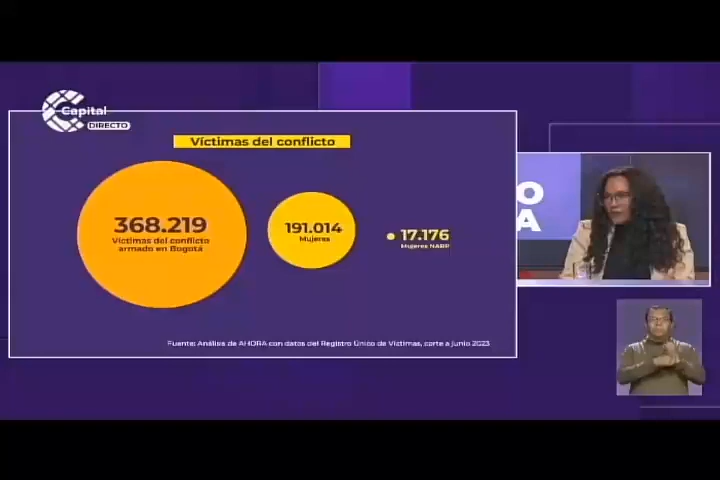 Capital
DIRECTO
Víctimas del conflicto
368.219
Víctimas del conflicto
armado en Bogotá
191.014
Mujeres
17.176
Mujeres NARP
Fuente: Análisis de AHORA con datos del Registro Único de Víctimas, corte a junio 2023
O
A